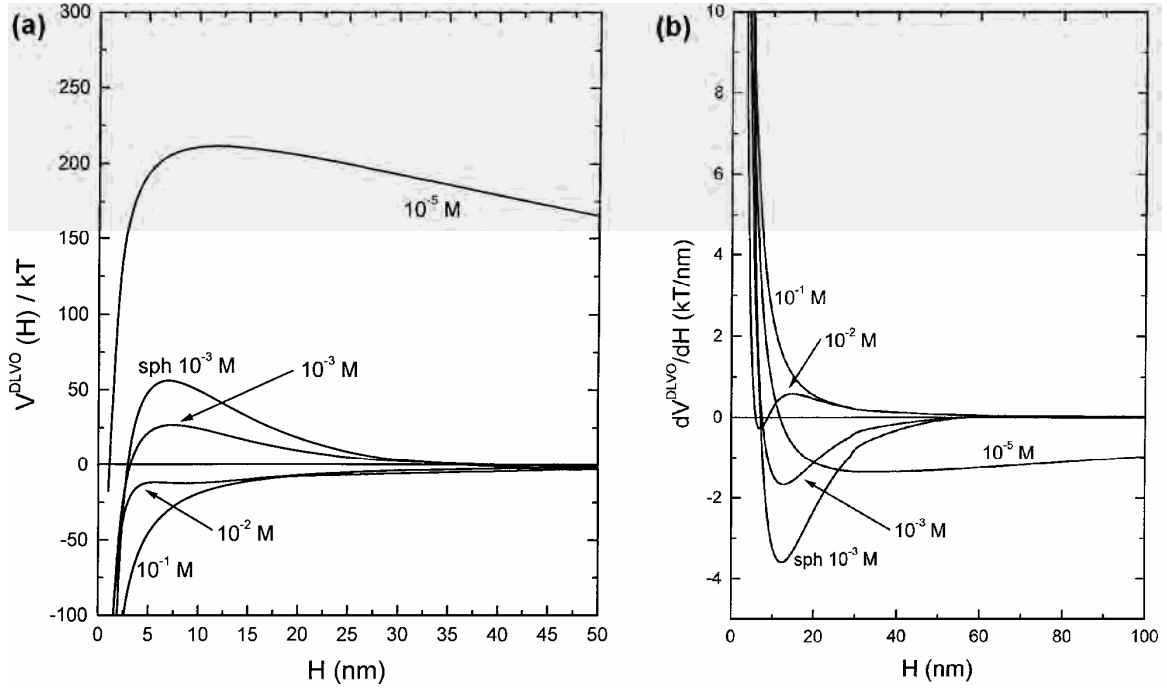 (a)
300
250
200
150
100
50
0
-50
-100
V^DLVO (H) / kT
10^-5 M
sph 10^-3 M
10^-3 M
10^-2 M
10^-1 M
0 5 10 15 20 25 30 35 40 45 50
H (nm)
(b)
10
8
6
4
2
0
-2
-4
dV^DLVO/dH (kT/nm)
10^-1 M
10^-2 M
10^-5 M
10^-3 M
sph 10^-3 M
0 20 40 60 80 100
H (nm)